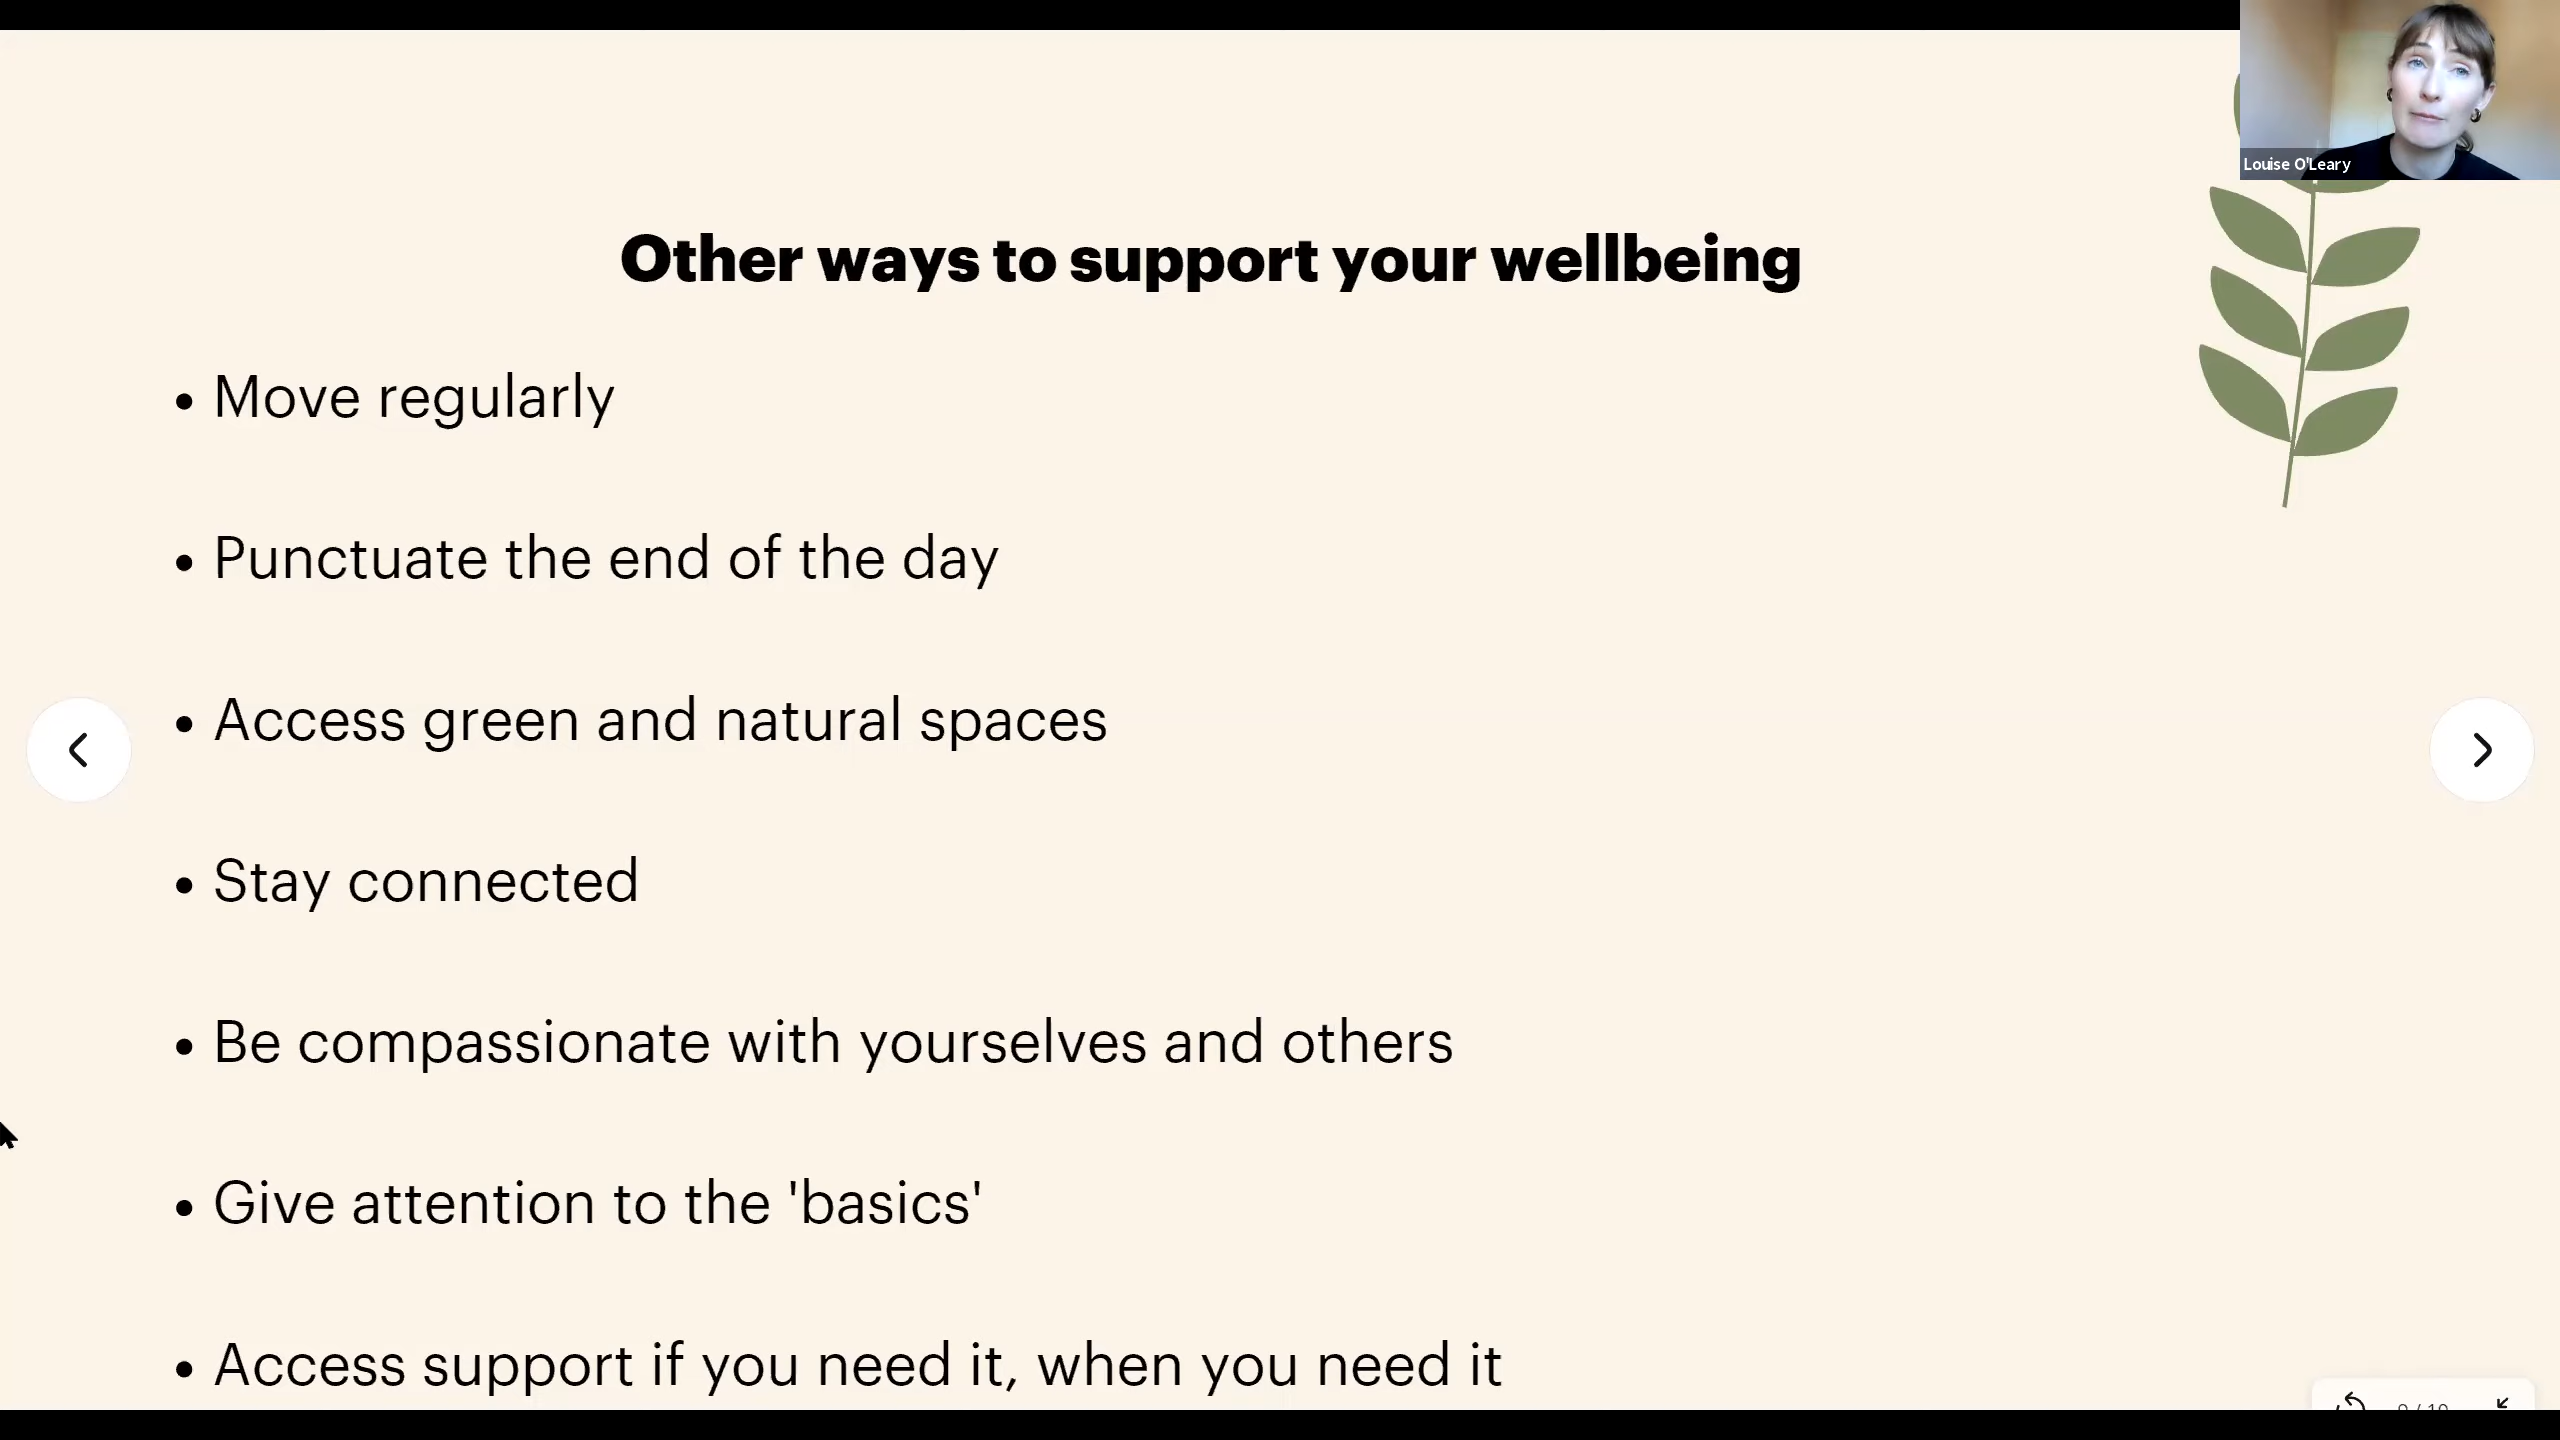 Louise O'Leary
Other ways to support your wellbeing
• Move regularly
• Punctuate the end of the day
• Access green and natural spaces
• Stay connected
• Be compassionate with yourselves and others
• Give attention to the 'basics'
• Access support if you need it, when you need it